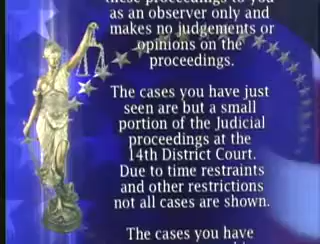 these proceedings to you
as an observer only and
makes no judgements or
opinions on the
proceedings.
The cases you have just
seen are but a small
portion of the Judicial
proceedings at the
14th District Court.
Due to time restraints
and other restrictions
not all cases are shown.
The cases you have